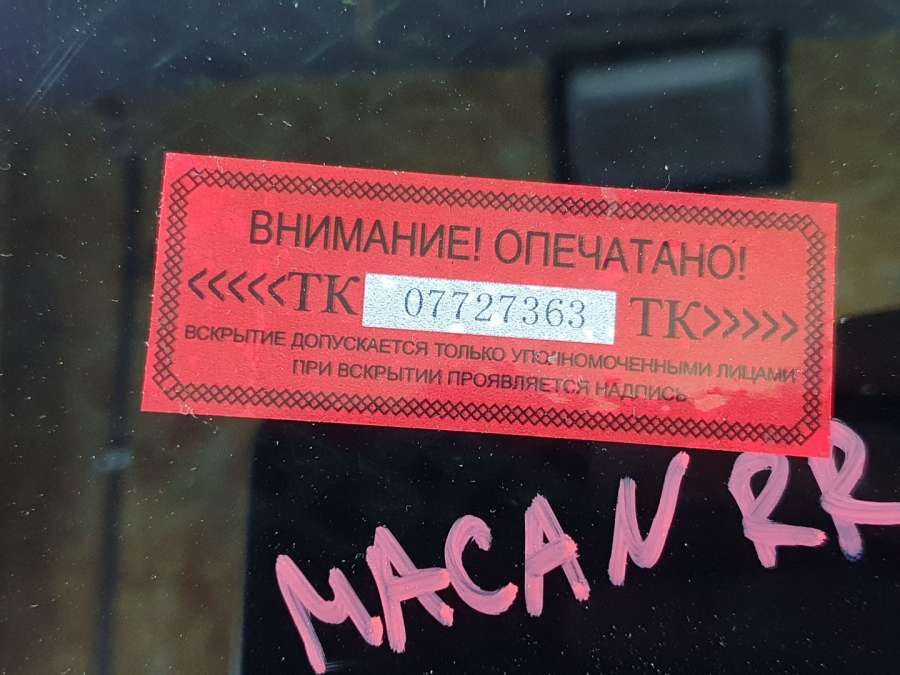 ВНИМАНИЕ! ОПЕЧАТАНО!
<<<<<ТК 07727363 ТК>>>>>
ВСКРЫТИЕ ДОПУСКАЕТСЯ ТОЛЬКО УПОЛНОМОЧЕННЫМИ ЛИЦАМИ
ПРИ ВСКРЫТИИ ПРОЯВЛЯЕТСЯ НАДПИСЬ
MACAN RR